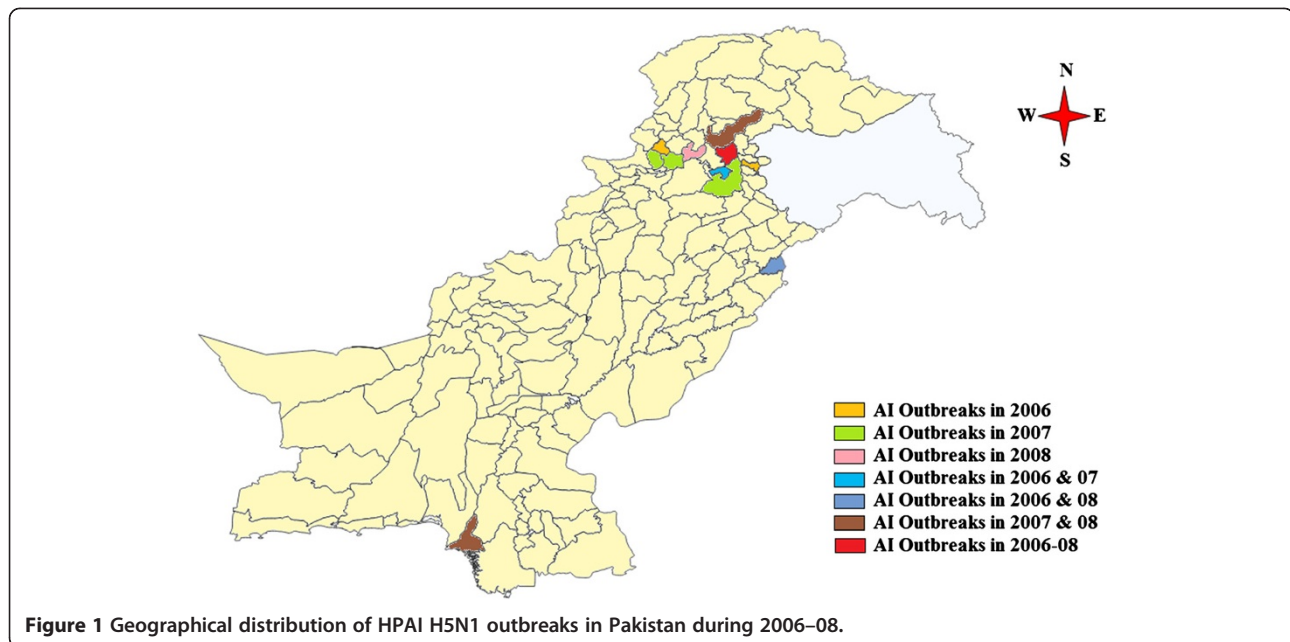 N
W E
S
AI Outbreaks in 2006
AI Outbreaks in 2007
AI Outbreaks in 2008
AI Outbreaks in 2006 & 07
AI Outbreaks in 2006 & 08
AI Outbreaks in 2007 & 08
AI Outbreaks in 2006-08
Figure 1 Geographical distribution of HPAI H5N1 outbreaks in Pakistan during 2006–08.